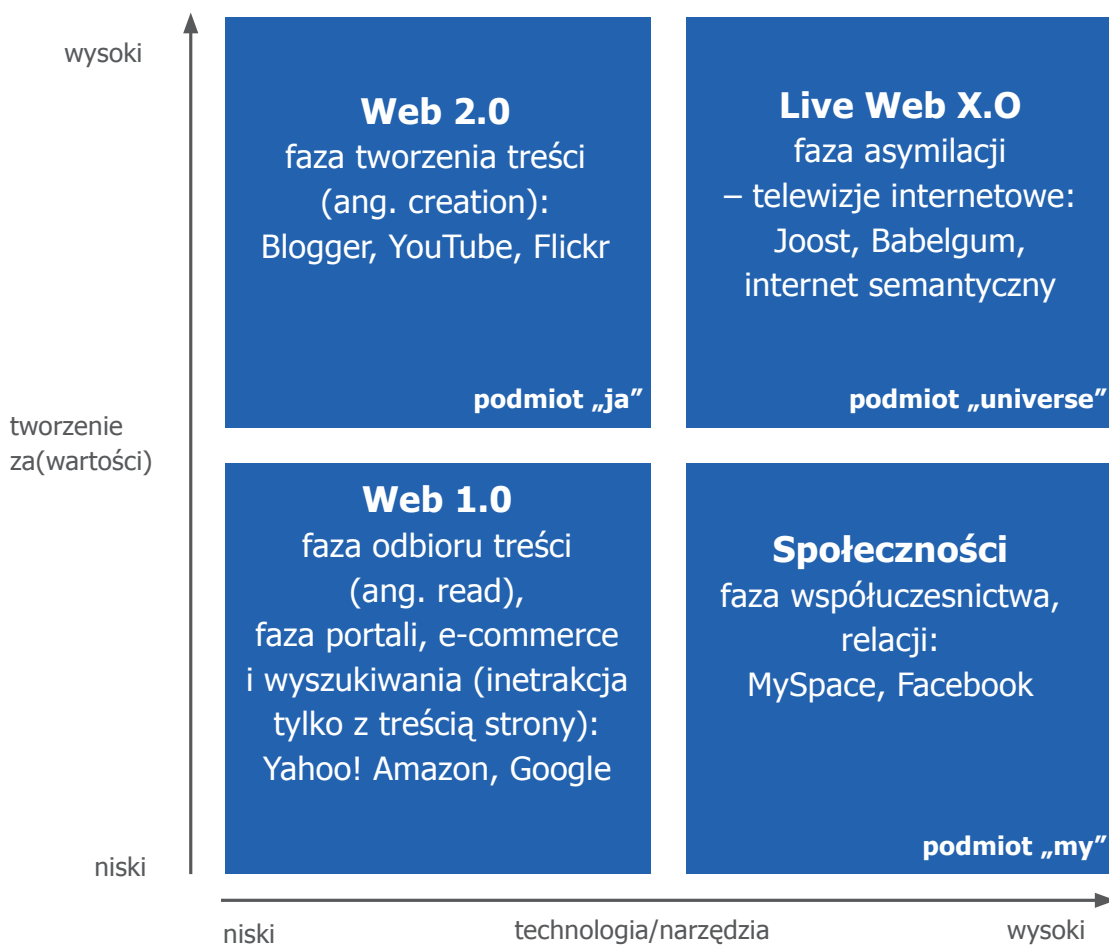 wysoki
Web 2.0
faza tworzenia treści
(ang. creation):
Blogger, YouTube, Flickr
podmiot „ja”
Live Web X.O
faza asymilacji
– telewizje internetowe:
Joost, Babelgum,
internet semantyczny
podmiot „universe”
tworzenie
za(wartości)
Web 1.0
faza odbioru treści
(ang. read),
faza portali, e-commerce
i wyszukiwania (inetrakcja
tylko z treścią strony):
Yahoo! Amazon, Google
Społeczności
faza współuczesnictwa,
relacji:
MySpace, Facebook
podmiot „my”
niski
niski
technologia/narzędzia
wysoki